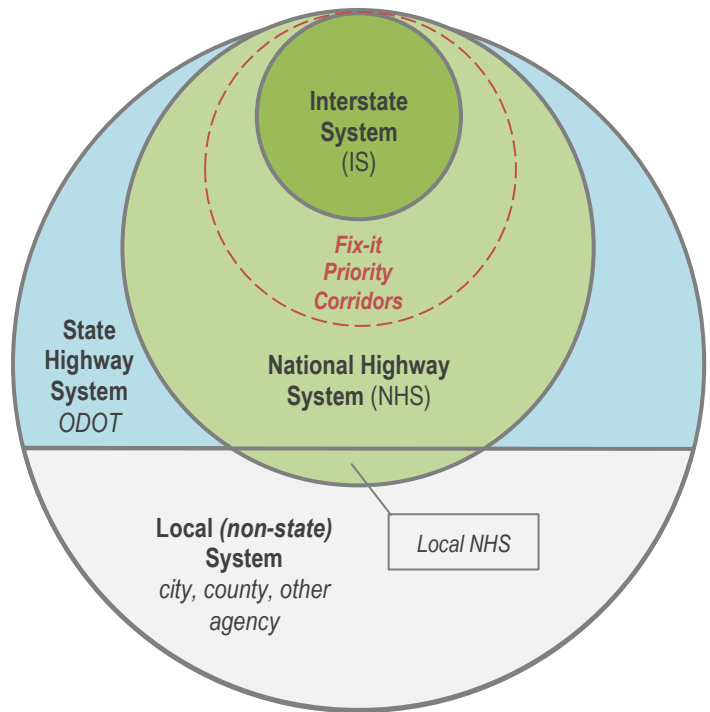 Interstate
System
(IS)
Fix-it
Priority
Corridors
State
Highway
System
ODOT
National Highway
System (NHS)
Local (non-state)
System
city, county, other
agency
Local NHS